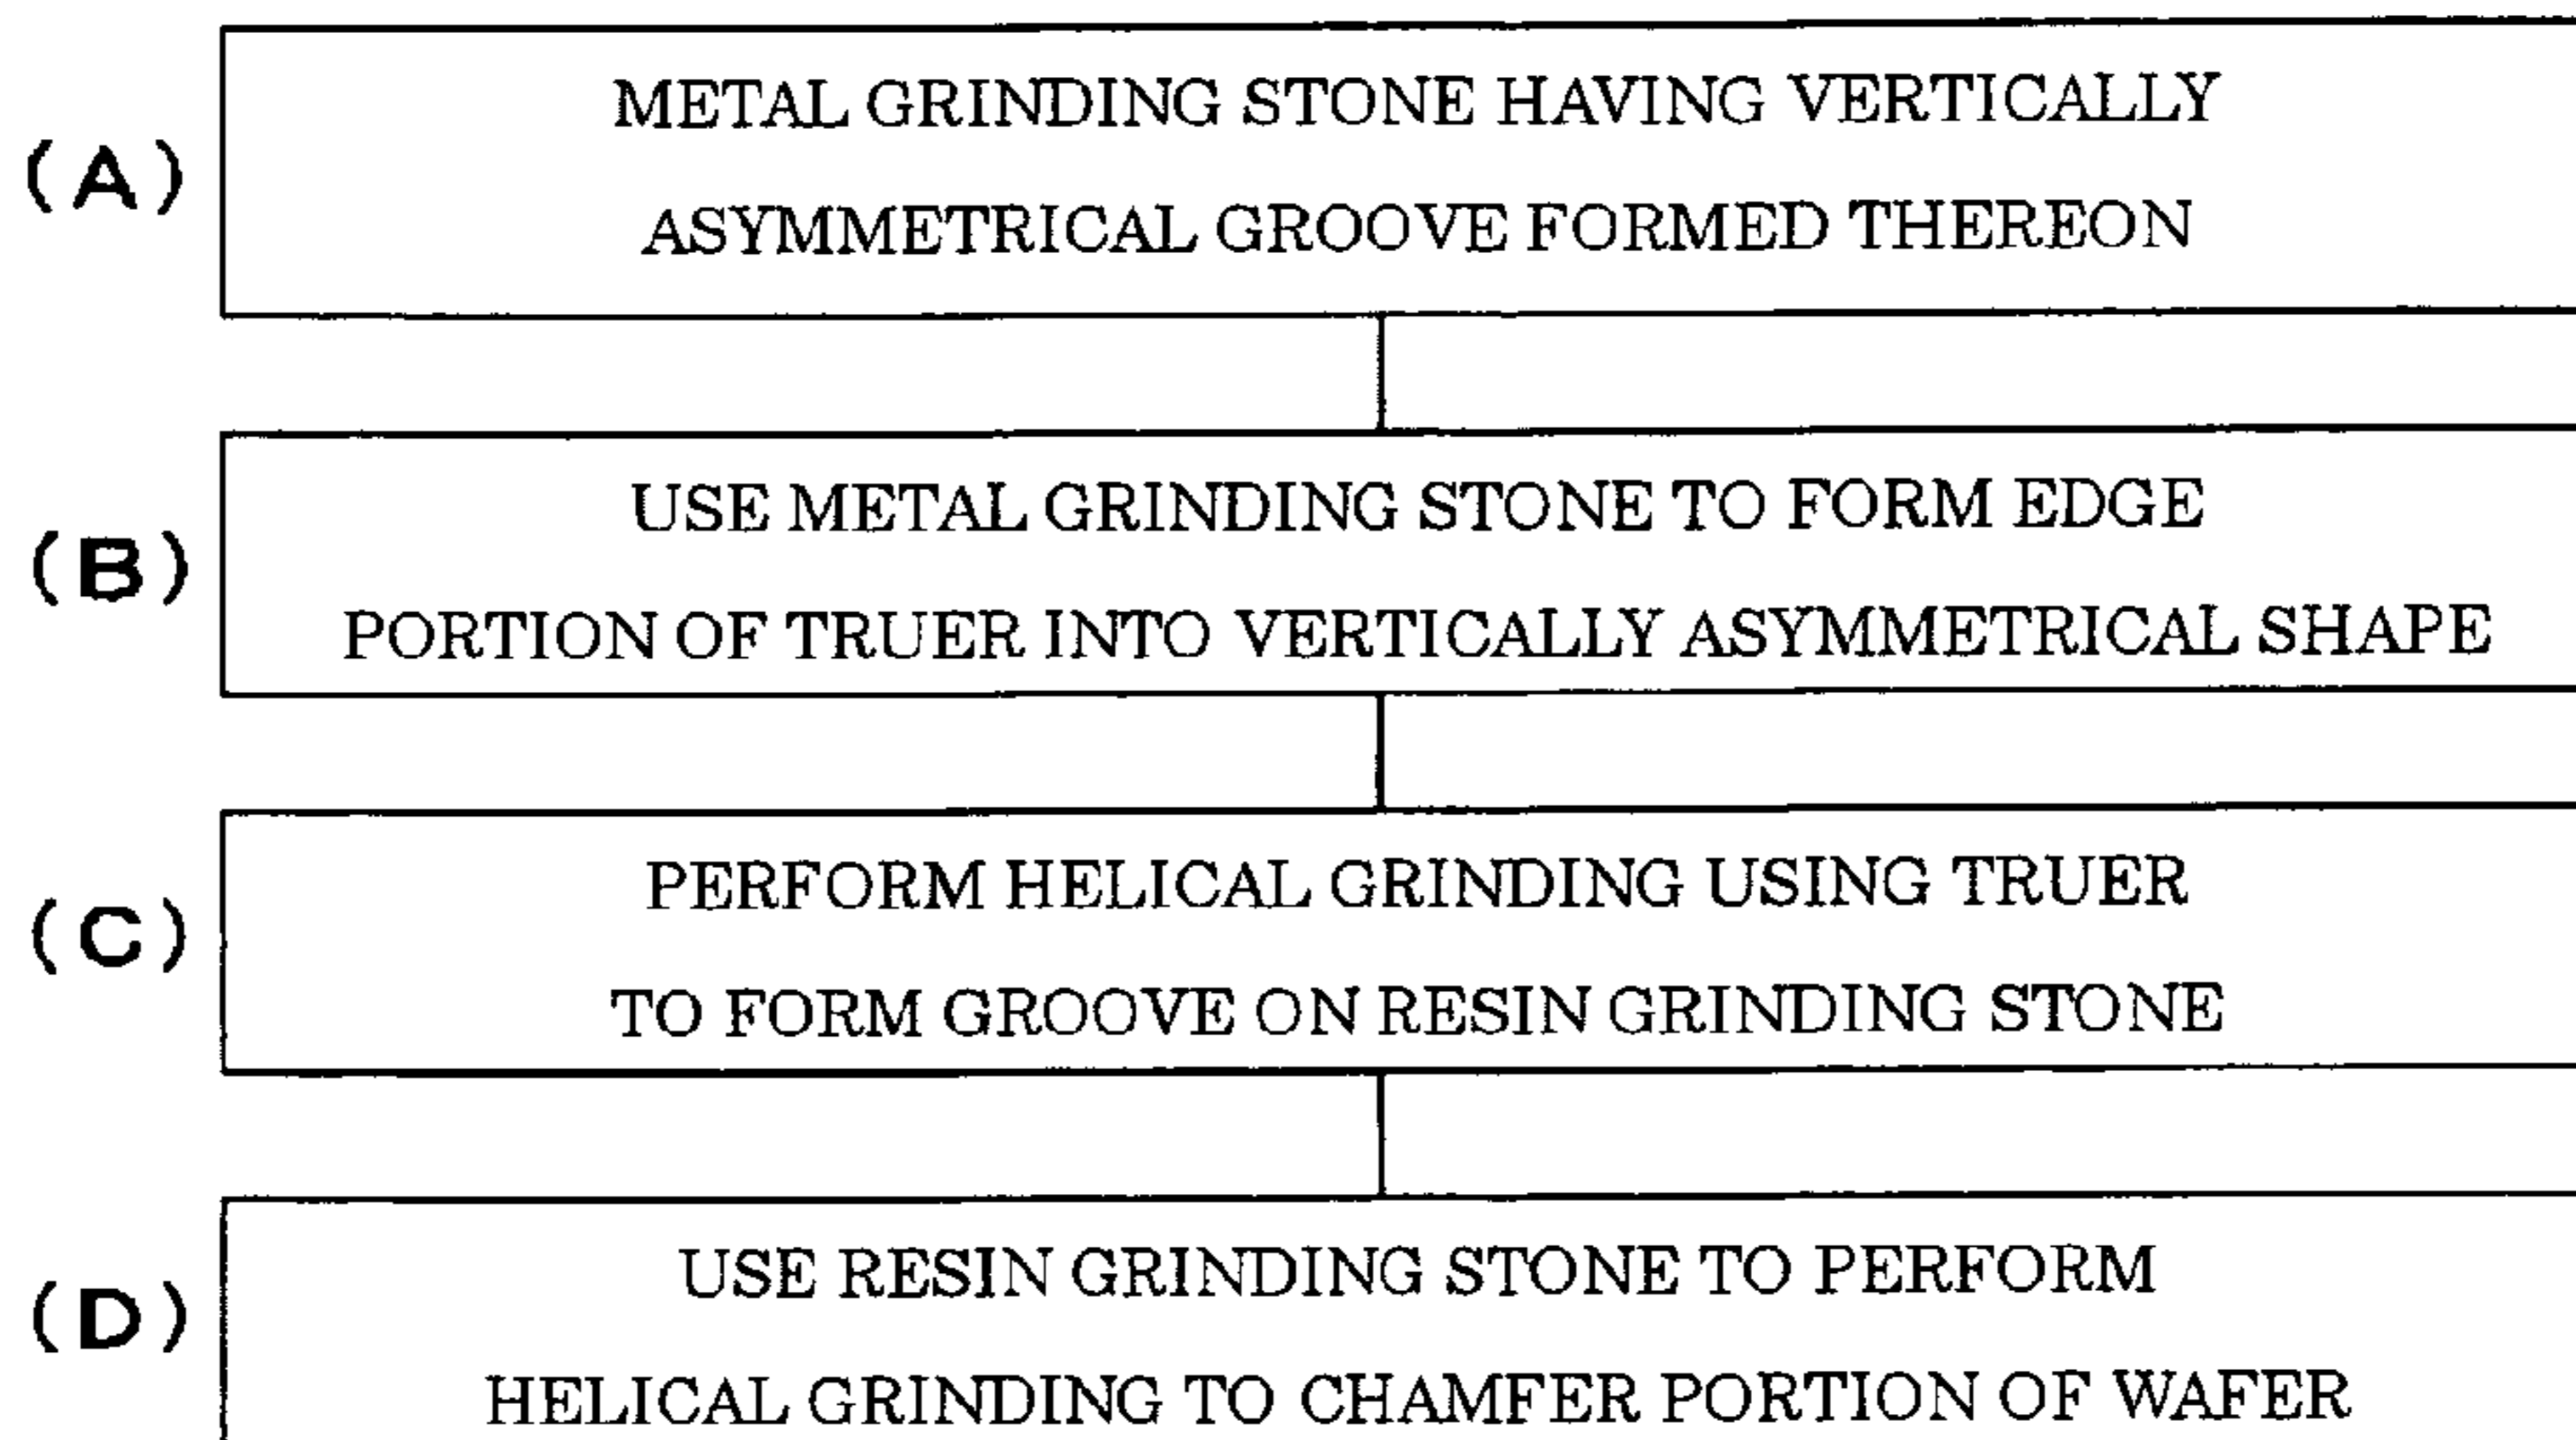 (A)
METAL GRINDING STONE HAVING VERTICALLY
ASYMMETRICAL GROOVE FORMED THEREON
(B)
USE METAL GRINDING STONE TO FORM EDGE
PORTION OF TRUER INTO VERTICALLY ASYMMETRICAL SHAPE
(C)
PERFORM HELICAL GRINDING USING TRUER
TO FORM GROOVE ON RESIN GRINDING STONE
(D)
USE RESIN GRINDING STONE TO PERFORM
HELICAL GRINDING TO CHAMFER PORTION OF WAFER